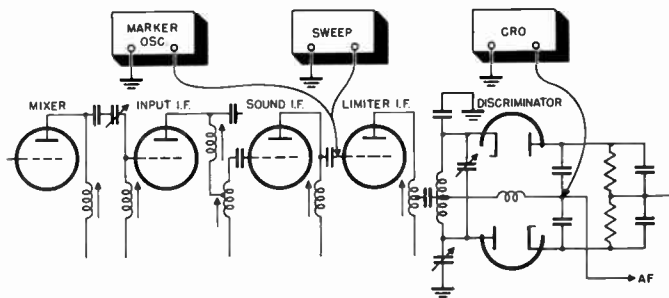 MARKER
OSC
SWEEP
CRO
MIXER
INPUT I.F.
SOUND I.F.
LIMITER I.F.
DISCRIMINATOR
AF